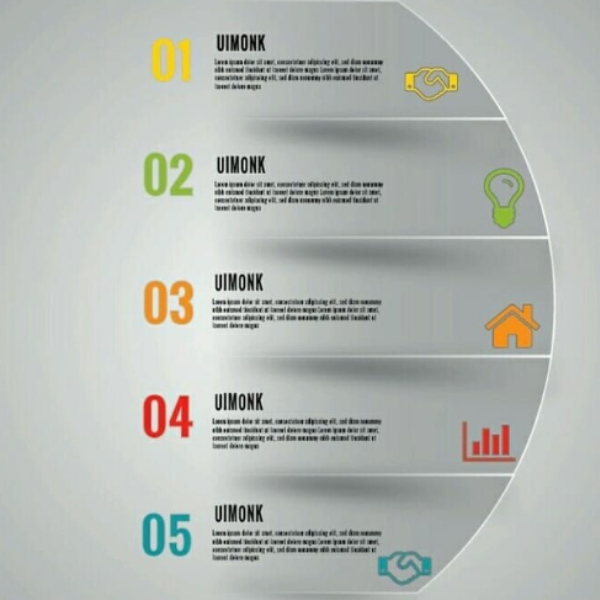 01
UIMONK
Lorem ipsum dolor sit amet, consectetuer adipiscing elit, sed diam nonummy
nibh euismod tincidunt ut laoreet dolore magna Lorem ipsum dolor sit amet,
consectetuer adipiscing elit, sed diam nonummy nibh euismod tincidunt ut
laoreet dolore magna
02
UIMONK
Lorem ipsum dolor sit amet, consectetuer adipiscing elit, sed diam nonummy
nibh euismod tincidunt ut laoreet dolore magna Lorem ipsum dolor sit amet,
consectetuer adipiscing elit, sed diam nonummy nibh euismod tincidunt ut
laoreet dolore magna
03
UIMONK
Lorem ipsum dolor sit amet, consectetuer adipiscing elit, sed diam nonummy
nibh euismod tincidunt ut laoreet dolore magna Lorem ipsum dolor sit amet,
consectetuer adipiscing elit, sed diam nonummy nibh euismod tincidunt ut
laoreet dolore magna
04
UIMONK
Lorem ipsum dolor sit amet, consectetuer adipiscing elit, sed diam nonummy
nibh euismod tincidunt ut laoreet dolore magna Lorem ipsum dolor sit amet,
consectetuer adipiscing elit, sed diam nonummy nibh euismod tincidunt ut
laoreet dolore magna
05
UIMONK
Lorem ipsum dolor sit amet, consectetuer adipiscing elit, sed diam nonummy
nibh euismod tincidunt ut laoreet dolore magna Lorem ipsum dolor sit amet,
consectetuer adipiscing elit, sed diam nonummy nibh euismod tincidunt ut
laoreet dolore magna